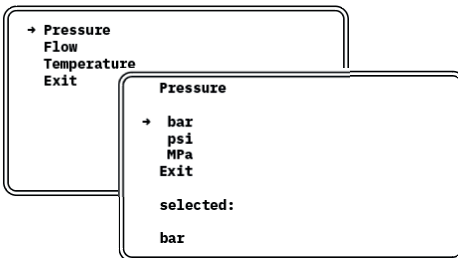 → Pressure
Flow
Temperature
Exit
Pressure
→ bar
psi
MPa
Exit
selected:
bar